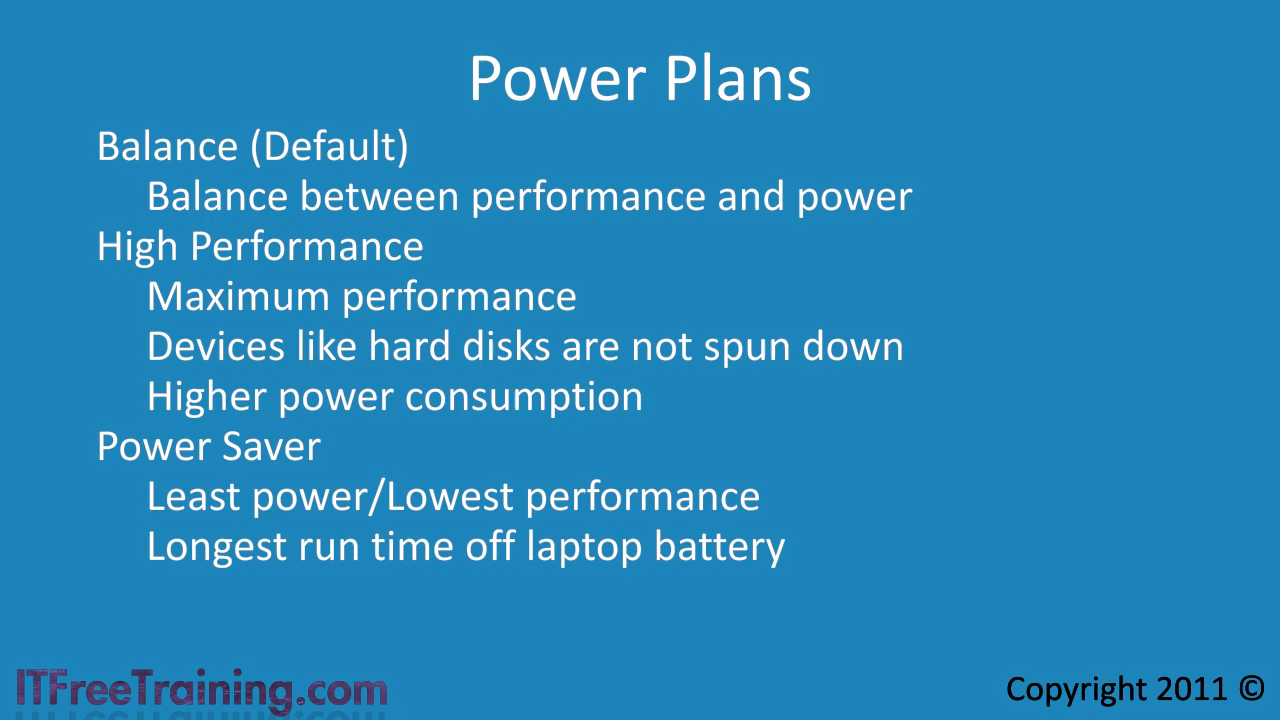 Power Plans
Balance (Default)
Balance between performance and power
High Performance
Maximum performance
Devices like hard disks are not spun down
Higher power consumption
Power Saver
Least power/Lowest performance
Longest run time off laptop battery
ITFreeTraining.com
Copyright 2011 ©